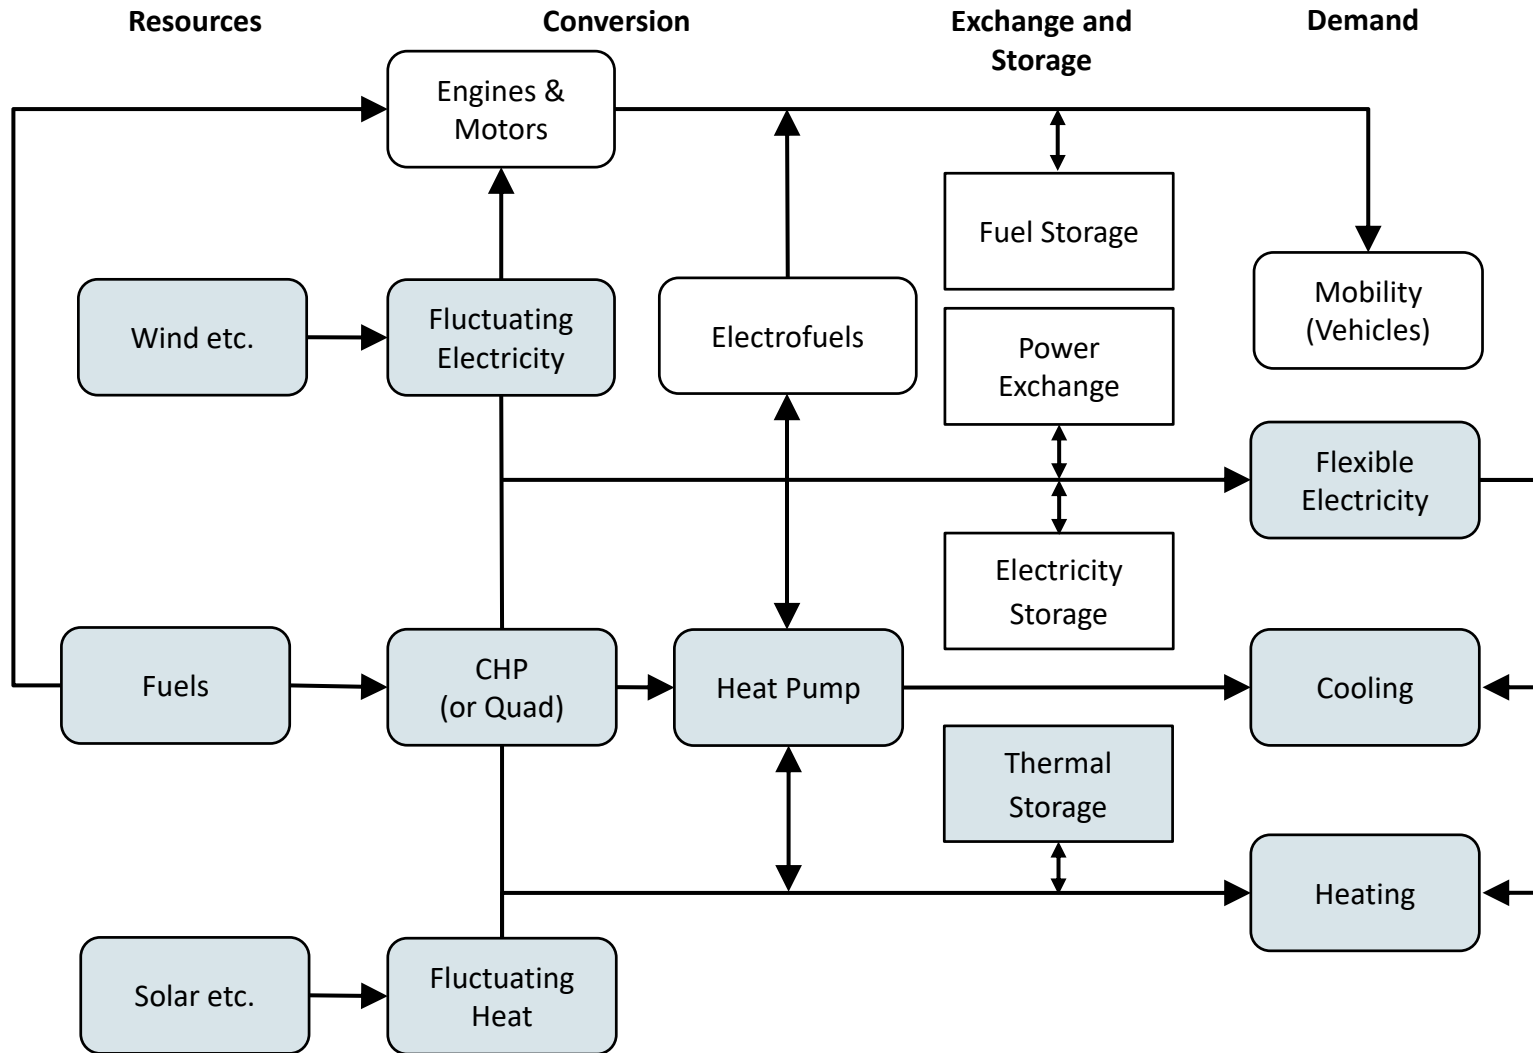 Resources
Conversion
Exchange and
Storage
Demand
Engines &
Motors
Fuel Storage
Wind etc.
Fluctuating
Electricity
Electrofuels
Power
Exchange
Mobility
(Vehicles)
Flexible
Electricity
Electricity
Storage
Fuels
CHP
(or Quad)
Heat Pump
Cooling
Thermal
Storage
Heating
Solar etc.
Fluctuating
Heat